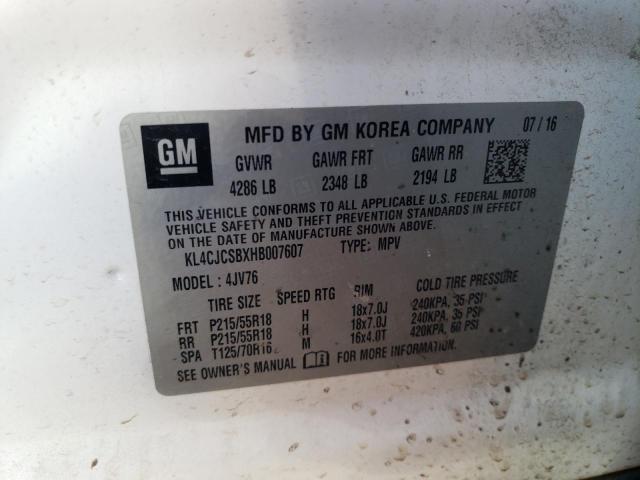 GM
MFD BY GM KOREA COMPANY 07/16
GVWR GAWR FRT GAWR RR
4286 LB 2348 LB 2194 LB
THIS VEHICLE CONFORMS TO ALL APPLICABLE U.S. FEDERAL MOTOR
VEHICLE SAFETY AND THEFT PREVENTION STANDARDS IN EFFECT
ON THE DATE OF MANUFACTURE SHOWN ABOVE.
KL4CJCSBXHB007607 TYPE: MPV
MODEL: 4JV76
TIRE SIZE SPEED RTG RIM COLD TIRE PRESSURE
FRT P215/55R18 H 18x7.0J 240KPA, 35 PSI
RR P215/55R18 H 18x7.0J 240KPA, 35 PSI
SPA T125/70R16 M 16x4.0T 420KPA, 60 PSI
SEE OWNER'S MANUAL FOR MORE INFORMATION